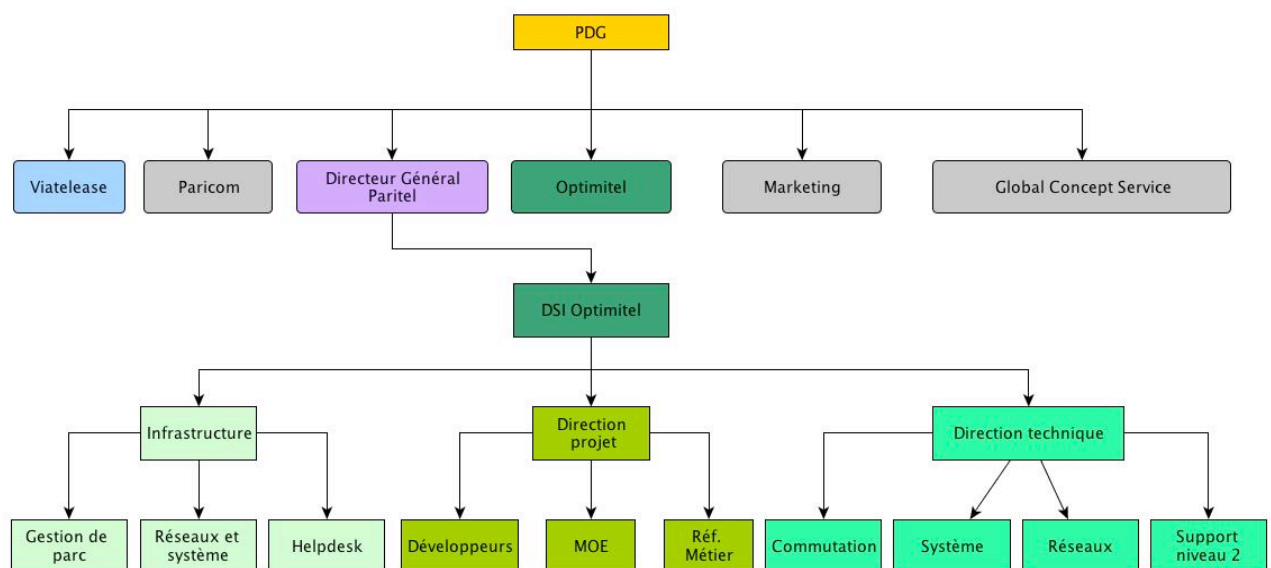 PDG
Viatelease
Paricom
Directeur Général
Paritel
Optimitel
Marketing
Global Concept Service
DSI Optimitel
Infrastructure
Direction
projet
Direction technique
Gestion de
parc
Réseaux et
système
Helpdesk
Développeurs
MOE
Réf.
Métier
Commutation
Système
Réseaux
Support
niveau 2